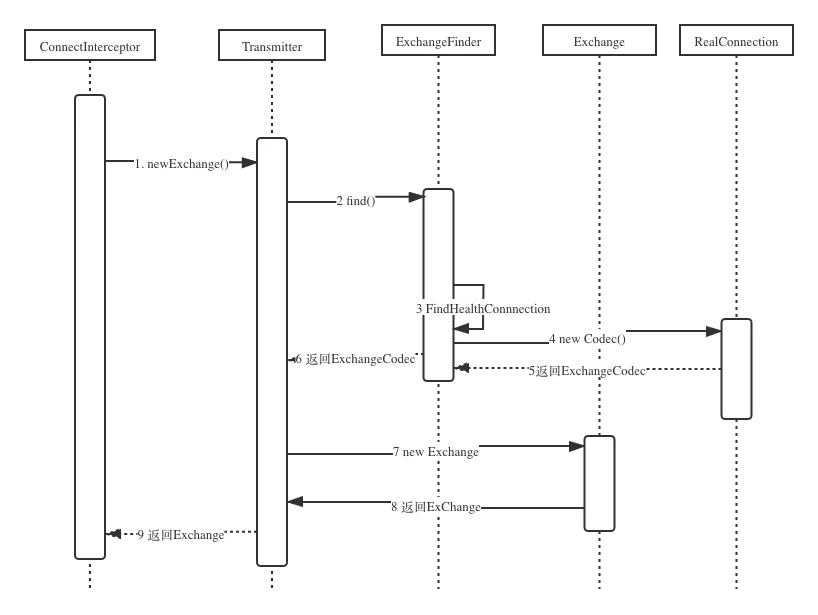 ConnectInterceptor
Transmitter
ExchangeFinder
Exchange
RealConnection
1. newExchange()
2 find()
3 FindHealthConnnection
4 new Codec()
6 返回ExchangeCodec
5返回ExchangeCodec
7 new Exchange
8 返回ExChange
9 返回Exchange